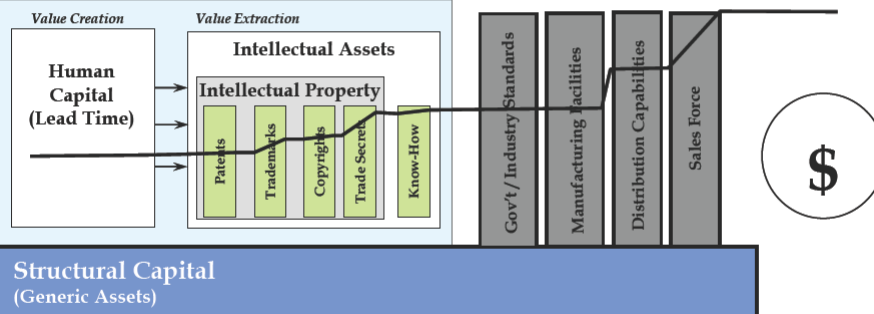 Value Creation
Value Extraction
Human
Capital
(Lead Time)
Intellectual Assets
Intellectual Property
Patents
Trademarks
Copyrights
Trade Secrets
Know-How
Gov't / Industry Standards
Manufacturing Facilities
Distribution Capabilities
Sales Force
$
Structural Capital
(Generic Assets)